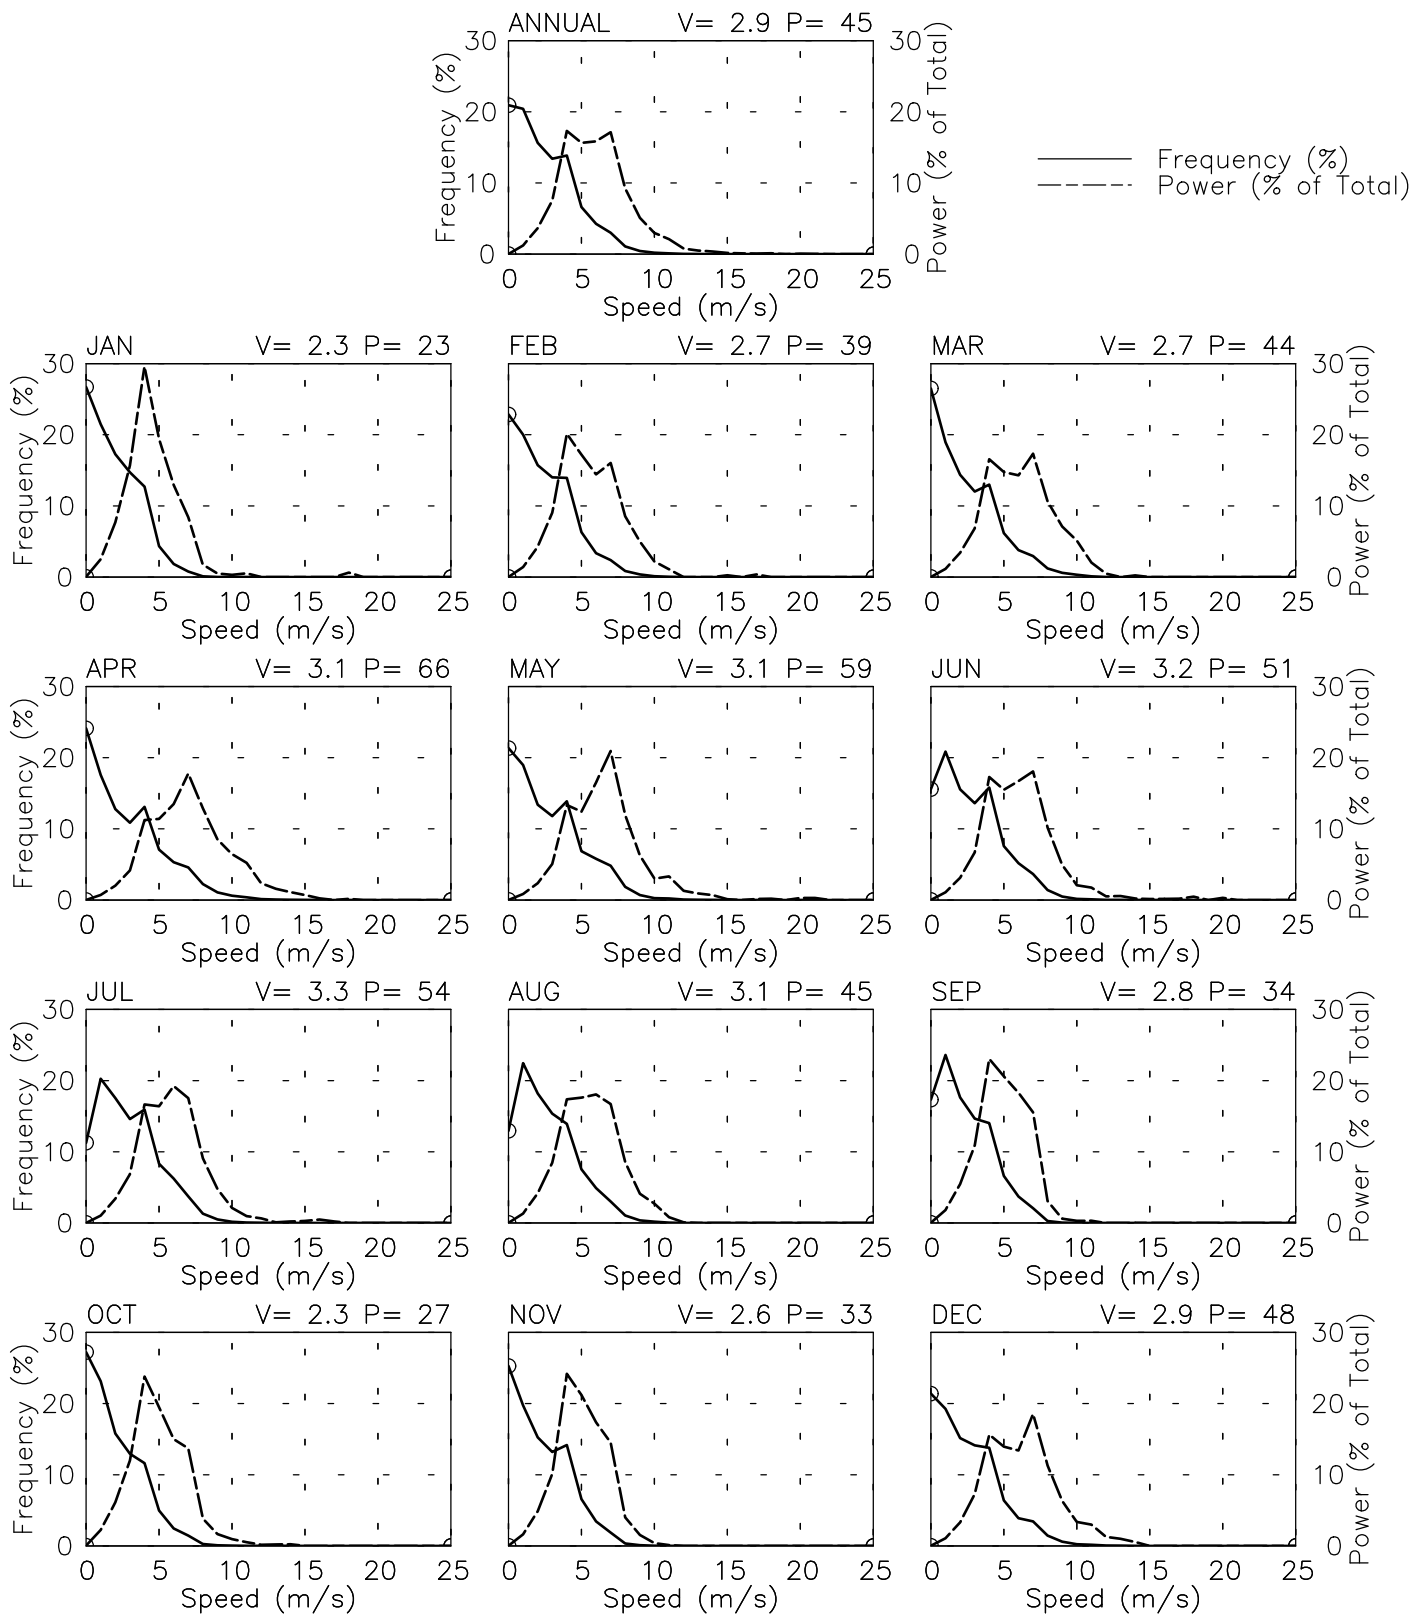 ANNUAL V= 2.9 P= 45
Frequency (%)
30
20
10
0
30
20
10
0
Power (% of Total)
0 5 10 15 20 25
Speed (m/s)
Frequency (%)
Power (% of Total)
JAN V= 2.3 P= 23
Frequency (%)
30
20
10
0
0 5 10 15 20 25
Speed (m/s)
FEB V= 2.7 P= 39
0 5 10 15 20 25
Speed (m/s)
MAR V= 2.7 P= 44
30
20
10
0
Power (% of Total)
0 5 10 15 20 25
Speed (m/s)
APR V= 3.1 P= 66
Frequency (%)
30
20
10
0
0 5 10 15 20 25
Speed (m/s)
MAY V= 3.1 P= 59
0 5 10 15 20 25
Speed (m/s)
JUN V= 3.2 P= 51
30
20
10
0
Power (% of Total)
0 5 10 15 20 25
Speed (m/s)
JUL V= 3.3 P= 54
Frequency (%)
30
20
10
0
0 5 10 15 20 25
Speed (m/s)
AUG V= 3.1 P= 45
0 5 10 15 20 25
Speed (m/s)
SEP V= 2.8 P= 34
30
20
10
0
Power (% of Total)
0 5 10 15 20 25
Speed (m/s)
OCT V= 2.3 P= 27
Frequency (%)
30
20
10
0
0 5 10 15 20 25
Speed (m/s)
NOV V= 2.6 P= 33
0 5 10 15 20 25
Speed (m/s)
DEC V= 2.9 P= 48
30
20
10
0
Power (% of Total)
0 5 10 15 20 25
Speed (m/s)